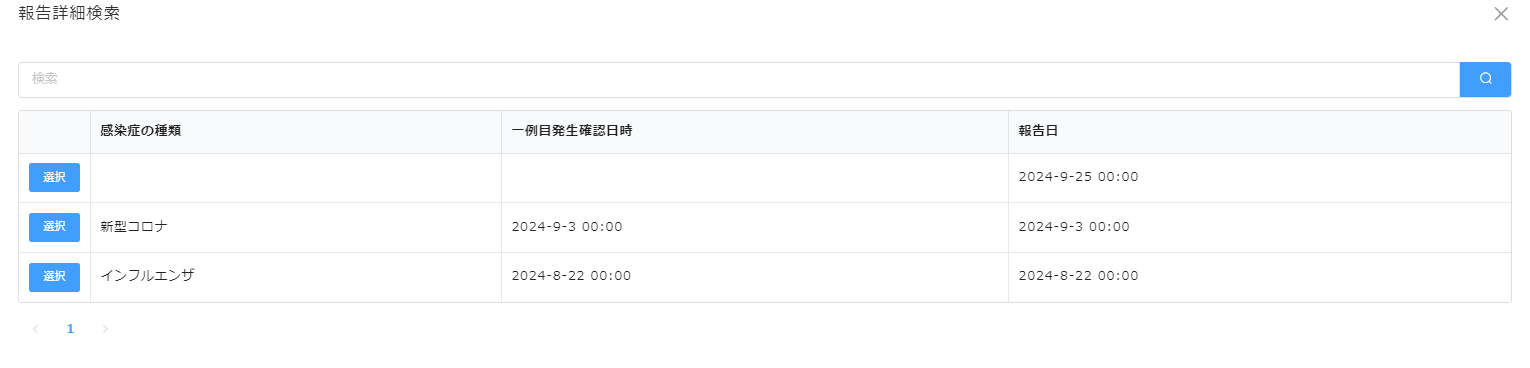 報告詳細検索
検索
感染症の種類 一例目発生確認日時 報告日
選択 2024-9-25 00:00
選択 新型コロナ 2024-9-3 00:00 2024-9-3 00:00
選択 インフルエンザ 2024-8-22 00:00 2024-8-22 00:00
1